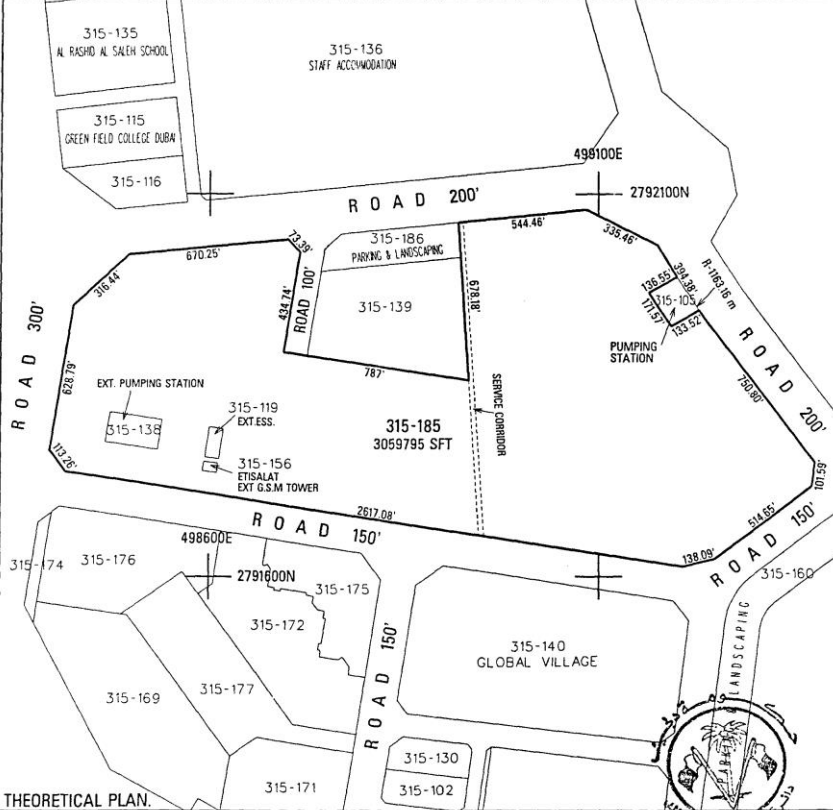 315-135
AL RASHID AL SALEH SCHOOL
315-136
STAFF ACCOMMODATION
315-115
GREEN FIELD COLLEGE DUBAI
315-116
499100E
2792100N
ROAD 200'
544.46'
335.46'
73.39'
670.25'
316.44'
315-186
PARKING & LANDSCAPING
434.74'
ROAD 100'
315-139
678.18'
136.55'
394.38'
R-1163.16 m
315-105
171.57'
133.52'
PUMPING
STATION
ROAD 200'
750.80'
ROAD 300'
628.79'
787'
EXT. PUMPING STATION
315-138
315-119
EXT.ESS.
315-156
ETISALAT
EXT G.S.M TOWER
315-185
3059795 SFT
SERVICE CORRIDOR
113.26'
2617.08'
101.59'
514.65'
138.09'
ROAD 150'
ROAD 150'
498600E
2791600N
315-174
315-176
315-175
315-172
315-160
315-140
GLOBAL VILLAGE
ROAD 150'
315-169
315-177
315-171
315-130
315-102
PARKING
LANDSCAPING
THEORETICAL PLAN.